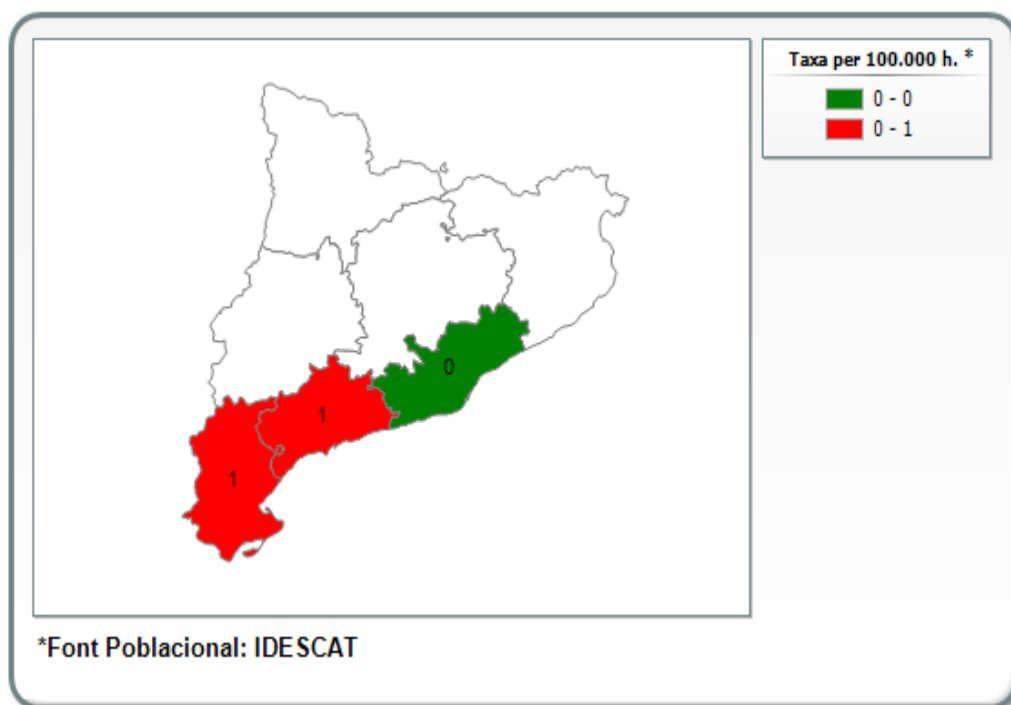 Taxa per 100.000 h. *
0 - 0
0 - 1
0
1
1
*Font Poblacional: IDESCAT